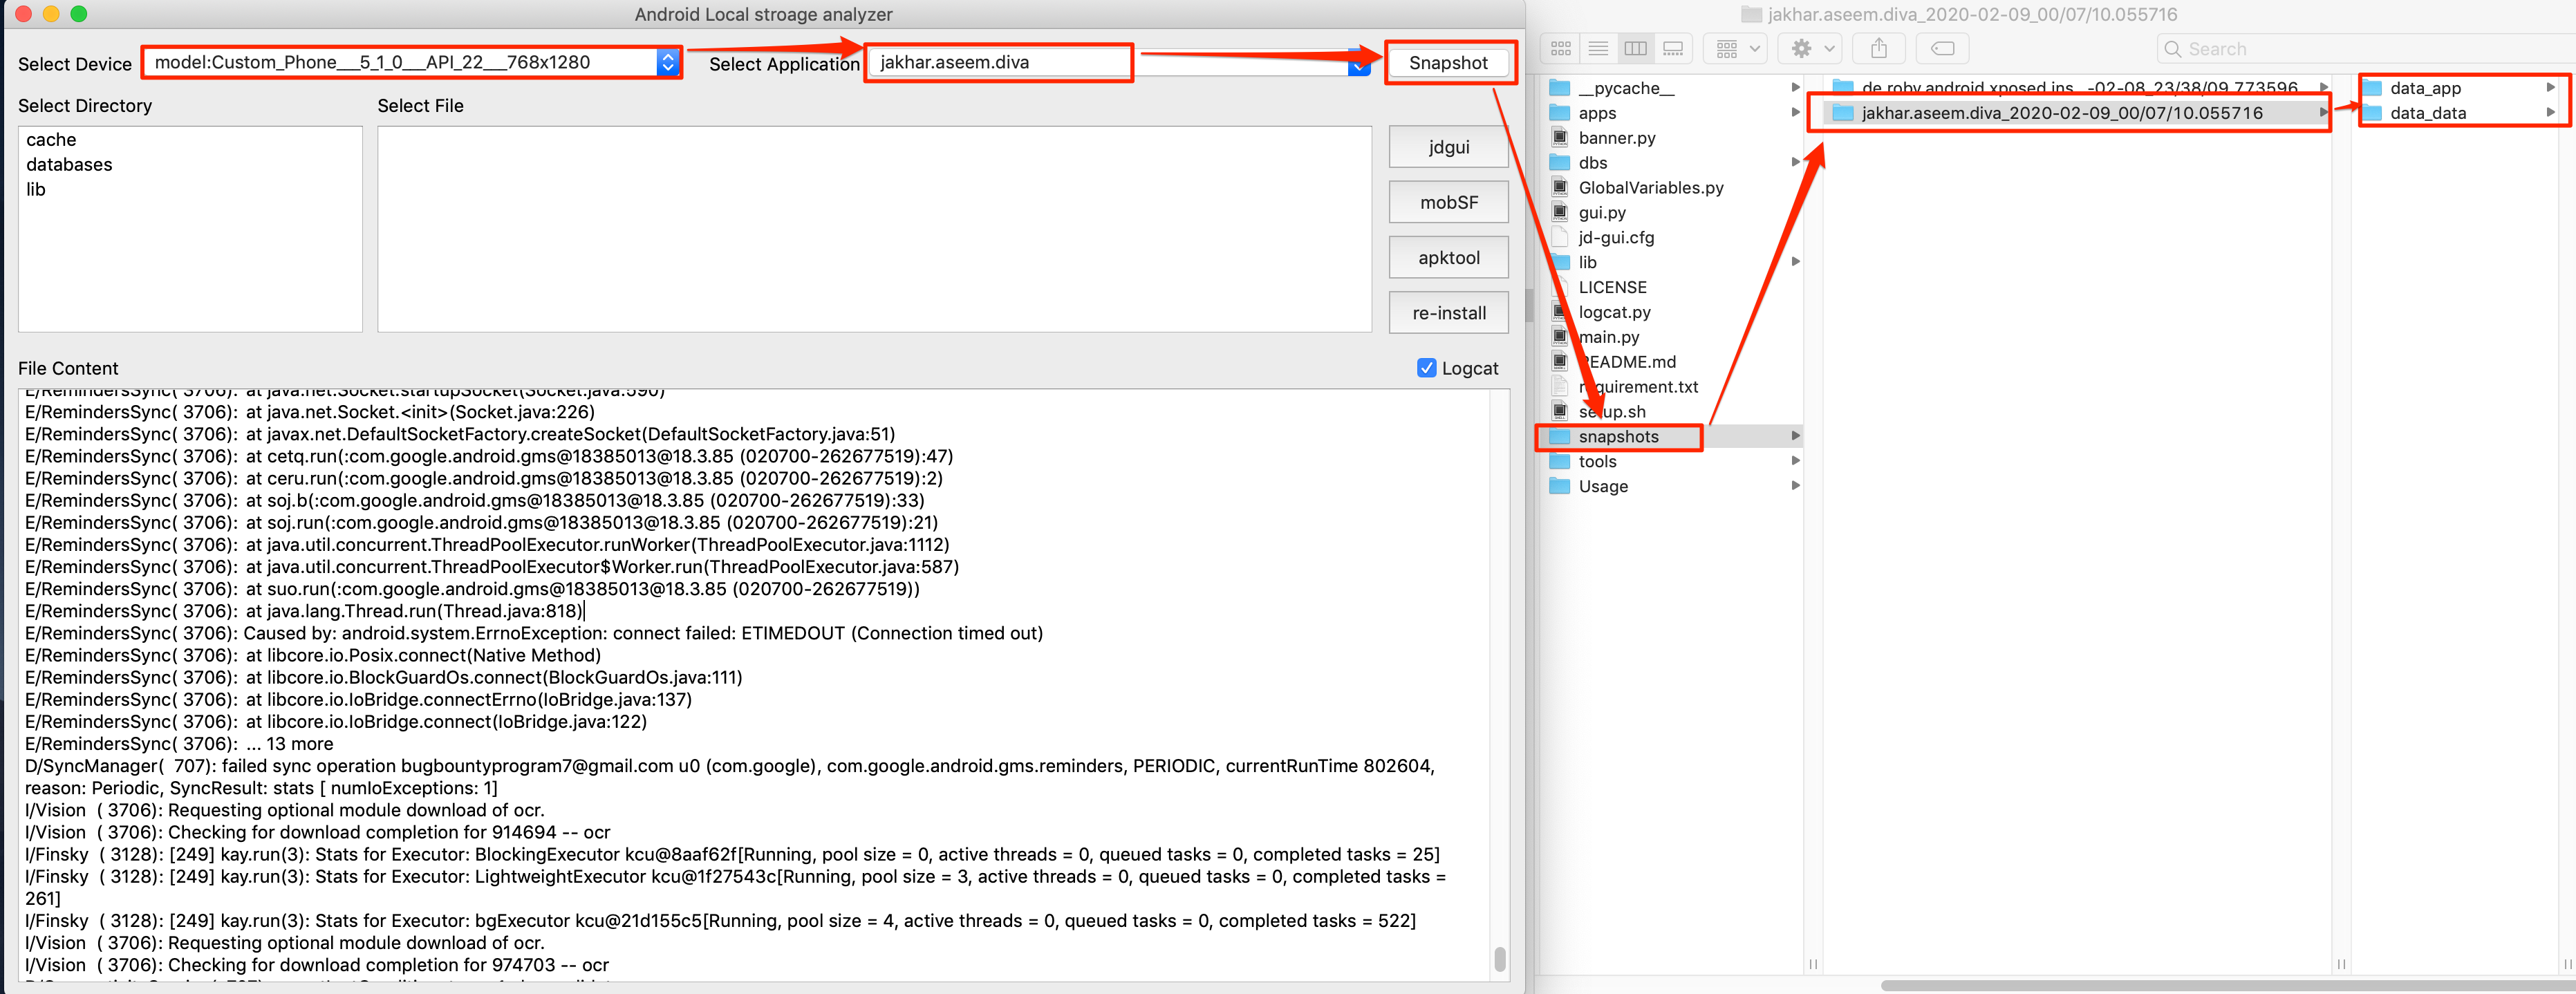 Android Local stroage analyzer
Select Device
model:Custom_Phone___5_1_0___API_22___768x1280
Select Application
jakhar.aseem.diva
Snapshot
Select Directory
Select File
cache
databases
lib
jdgui
mobSF
apktool
re-install
File Content
Logcat
E/RemindersSync( 3706): at java.net.Socket.startupSocket(Socket.java:590)
E/RemindersSync( 3706): at java.net.Socket.<init>(Socket.java:226)
E/RemindersSync( 3706): at javax.net.DefaultSocketFactory.createSocket(DefaultSocketFactory.java:51)
E/RemindersSync( 3706): at cetq.run(:com.google.android.gms@18385013@18.3.85 (020700-262677519):47)
E/RemindersSync( 3706): at ceru.run(:com.google.android.gms@18385013@18.3.85 (020700-262677519):2)
E/RemindersSync( 3706): at soj.b(:com.google.android.gms@18385013@18.3.85 (020700-262677519):33)
E/RemindersSync( 3706): at soj.run(:com.google.android.gms@18385013@18.3.85 (020700-262677519):21)
E/RemindersSync( 3706): at java.util.concurrent.ThreadPoolExecutor.runWorker(ThreadPoolExecutor.java:1112)
E/RemindersSync( 3706): at java.util.concurrent.ThreadPoolExecutor$Worker.run(ThreadPoolExecutor.java:587)
E/RemindersSync( 3706): at suo.run(:com.google.android.gms@18385013@18.3.85 (020700-262677519))
E/RemindersSync( 3706): at java.lang.Thread.run(Thread.java:818)
E/RemindersSync( 3706): Caused by: android.system.ErrnoException: connect failed: ETIMEDOUT (Connection timed out)
E/RemindersSync( 3706): at libcore.io.Posix.connect(Native Method)
E/RemindersSync( 3706): at libcore.io.BlockGuardOs.connect(BlockGuardOs.java:111)
E/RemindersSync( 3706): at libcore.io.IoBridge.connectErrno(IoBridge.java:137)
E/RemindersSync( 3706): at libcore.io.IoBridge.connect(IoBridge.java:122)
E/RemindersSync( 3706): ... 13 more
D/SyncManager( 707): failed sync operation bugbountyprogram7@gmail.com u0 (com.google), com.google.android.gms.reminders, PERIODIC, currentRunTime 802604,
reason: Periodic, SyncResult: stats [ numIoExceptions: 1]
I/Vision ( 3706): Requesting optional module download of ocr.
I/Vision ( 3706): Checking for download completion for 914694 -- ocr
I/Finsky ( 3128): [249] kay.run(3): Stats for Executor: BlockingExecutor kcu@8aaf62f[Running, pool size = 0, active threads = 0, queued tasks = 0, completed tasks = 25]
I/Finsky ( 3128): [249] kay.run(3): Stats for Executor: LightweightExecutor kcu@1f27543c[Running, pool size = 3, active threads = 0, queued tasks = 0, completed tasks =
261]
I/Finsky ( 3128): [249] kay.run(3): Stats for Executor: bgExecutor kcu@21d155c5[Running, pool size = 4, active threads = 0, queued tasks = 0, completed tasks = 522]
I/Vision ( 3706): Requesting optional module download of ocr.
I/Vision ( 3706): Checking for download completion for 974703 -- ocr
jakhar.aseem.diva_2020-02-09_00/07/10.055716
Search
__pycache__
apps
banner.py
dbs
GlobalVariables.py
gui.py
jd-gui.cfg
lib
LICENSE
logcat.py
main.py
README.md
requirement.txt
setup.sh
snapshots
tools
Usage
de.robv.android.xposed.ins...-02-08_23/38/09.773596
jakhar.aseem.diva_2020-02-09_00/07/10.055716
data_app
data_data